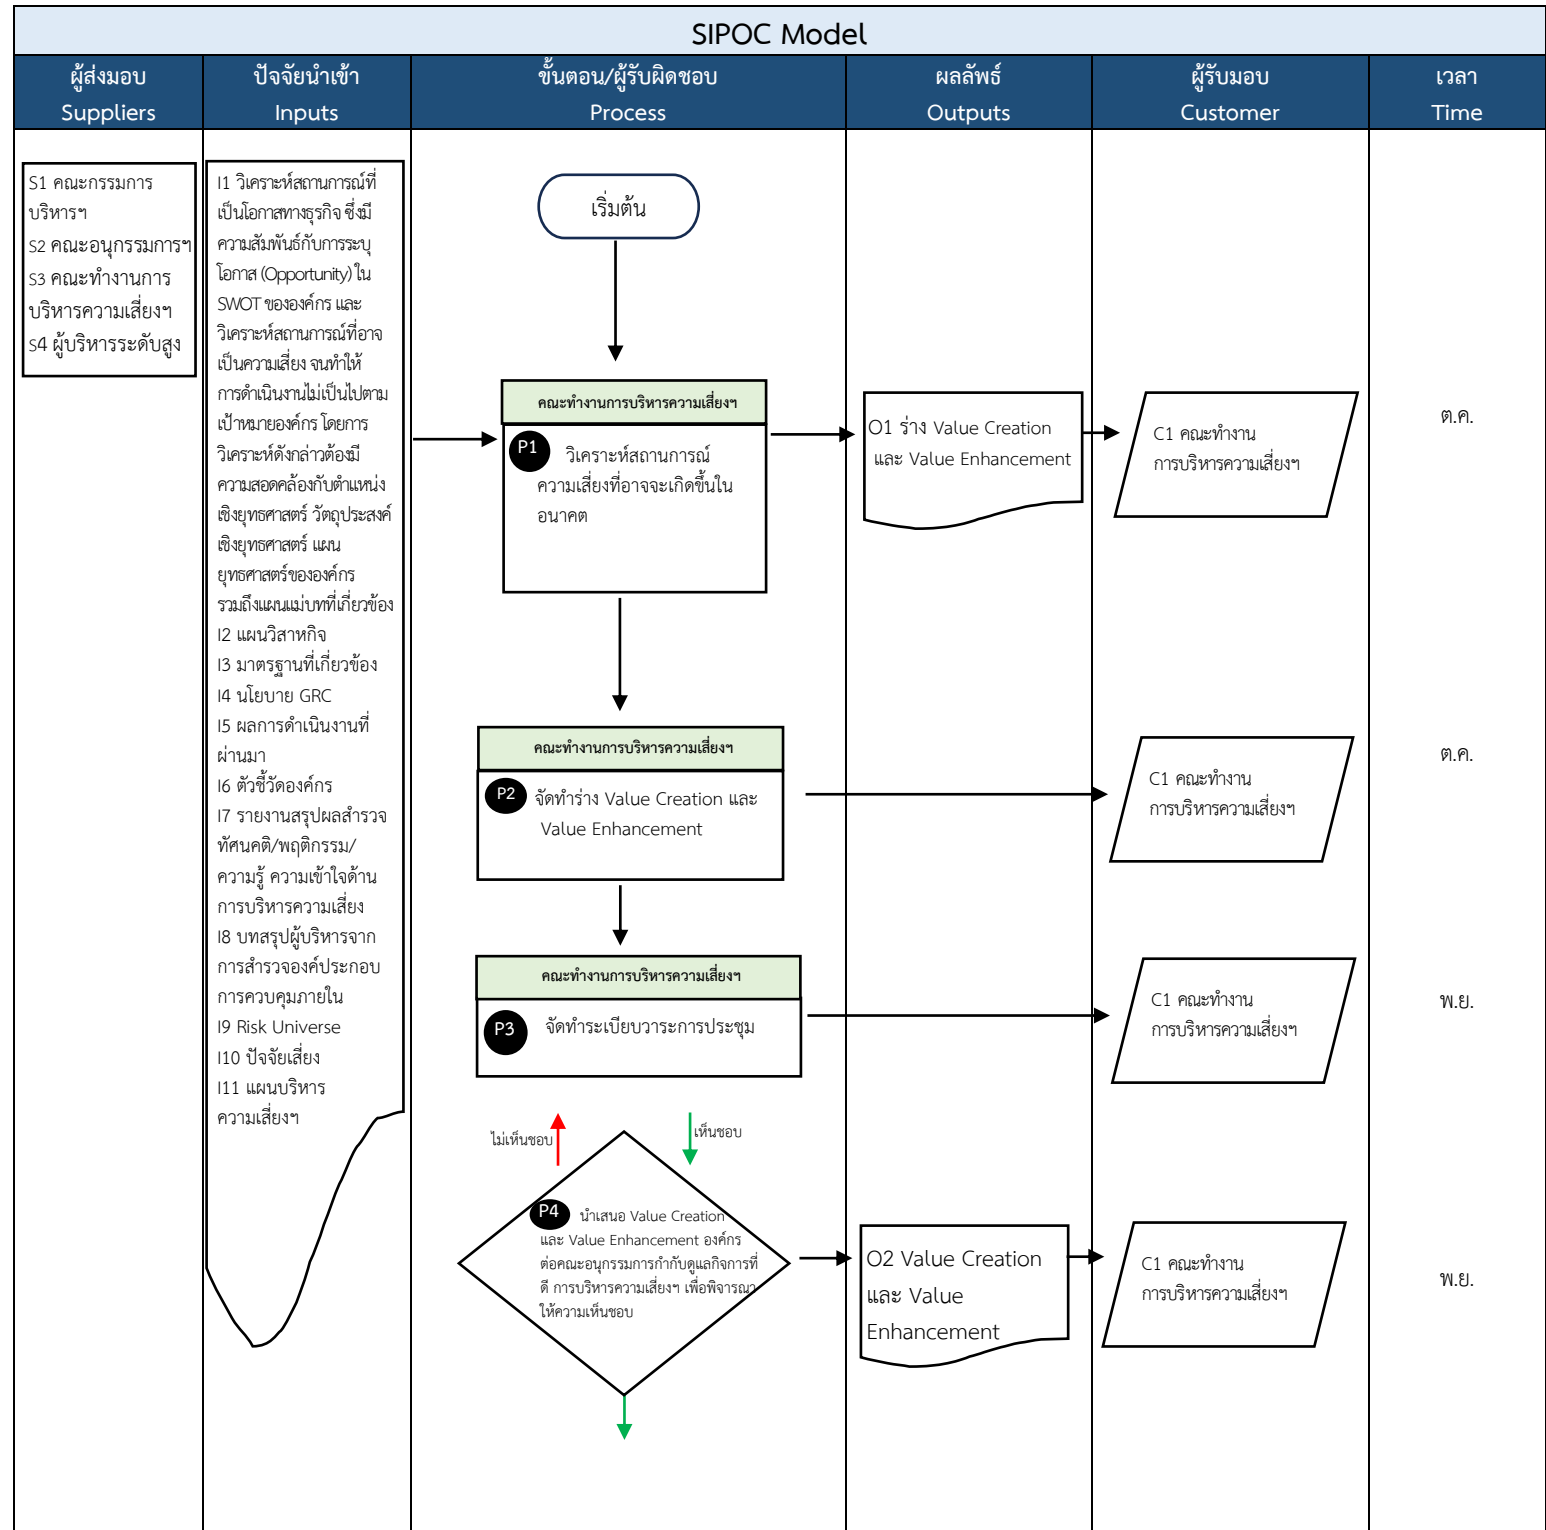 SIPOC Model
ผู้ส่งมอบ
Suppliers
ปัจจัยนำเข้า
Inputs
ขั้นตอน/ผู้รับผิดชอบ
Process
ผลลัพธ์
Outputs
ผู้รับมอบ
Customer
เวลา
Time
S1 คณะกรรมการ
บริหารฯ
S2 คณะอนุกรรมการฯ
S3 คณะทำงานการ
บริหารความเสี่ยงฯ
S4 ผู้บริหารระดับสูง
I1 วิเคราะห์สถานการณ์ที่
เป็นโอกาสทางธุรกิจ ซึ่งมี
ความสัมพันธ์กับการระบุ
โอกาส (Opportunity) ใน
SWOT ขององค์กร และ
วิเคราะห์สถานการณ์ที่อาจ
เป็นความเสี่ยง จนทำให้
การดำเนินงานไม่เป็นไปตาม
เป้าหมายองค์กร โดยการ
วิเคราะห์ดังกล่าวต้องมี
ความสอดคล้องกับตำแหน่ง
เชิงยุทธศาสตร์ วัตถุประสงค์
เชิงยุทธศาสตร์ แผน
ยุทธศาสตร์ขององค์กร
รวมถึงแผนแม่บทที่เกี่ยวข้อง
I2 แผนวิสาหกิจ
I3 มาตรฐานที่เกี่ยวข้อง
I4 นโยบาย GRC
I5 ผลการดำเนินงานที่
ผ่านมา
I6 ตัวชี้วัดองค์กร
I7 รายงานสรุปผลสำรวจ
ทัศนคติ/พฤติกรรม/
ความรู้ ความเข้าใจด้าน
การบริหารความเสี่ยง
I8 บทสรุปผู้บริหารจาก
การสำรวจองค์ประกอบ
การควบคุมภายใน
I9 Risk Universe
I10 ปัจจัยเสี่ยง
I11 แผนบริหาร
ความเสี่ยงฯ
เริ่มต้น
คณะทำงานการบริหารความเสี่ยงฯ
P1 วิเคราะห์สถานการณ์
ความเสี่ยงที่อาจจะเกิดขึ้นใน
อนาคต
O1 ร่าง Value Creation
และ Value Enhancement
C1 คณะทำงาน
การบริหารความเสี่ยงฯ
ต.ค.
คณะทำงานการบริหารความเสี่ยงฯ
P2 จัดทำร่าง Value Creation และ
Value Enhancement
C1 คณะทำงาน
การบริหารความเสี่ยงฯ
ต.ค.
คณะทำงานการบริหารความเสี่ยงฯ
P3 จัดทำระเบียบวาระการประชุม
C1 คณะทำงาน
การบริหารความเสี่ยงฯ
พ.ย.
ไม่เห็นชอบ
เห็นชอบ
P4 นำเสนอ Value Creation
และ Value Enhancement องค์กร
ต่อคณะอนุกรรมการกำกับดูแลกิจการที่
ดี การบริหารความเสี่ยงฯ เพื่อพิจารณา
ให้ความเห็นชอบ
O2 Value Creation
และ Value
Enhancement
C1 คณะทำงาน
การบริหารความเสี่ยงฯ
พ.ย.